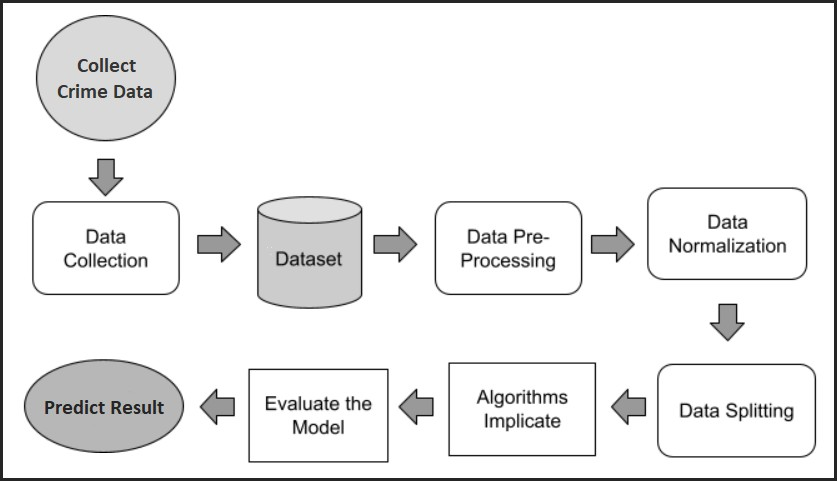 Collect
Crime Data
Data
Collection
Dataset
Data Pre-
Processing
Data
Normalization
Data Splitting
Algorithms
Implicate
Evaluate the
Model
Predict Result